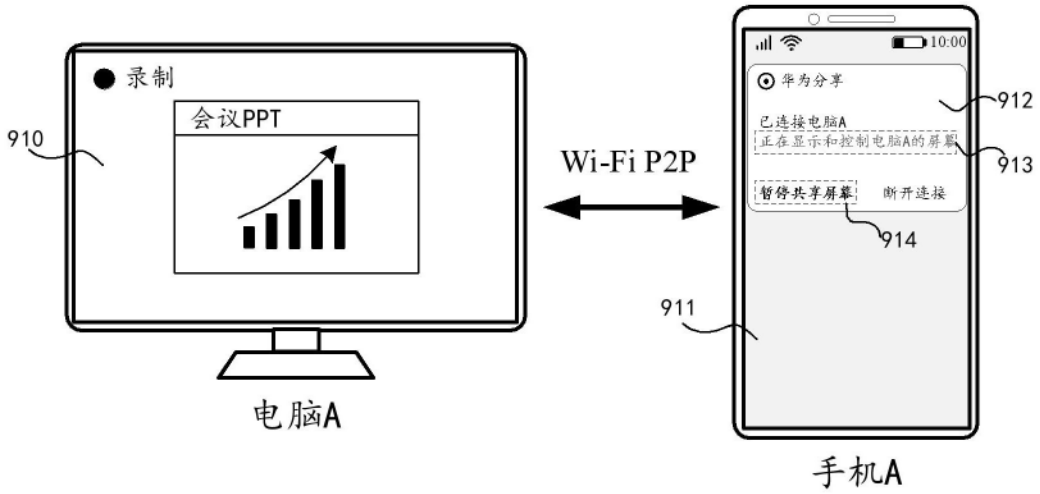 录制
会议PPT
910
电脑A
Wi-Fi P2P
10:00
华为分享
912
已连接电脑A
正在显示和控制电脑A的屏幕
913
暂停共享屏幕 断开连接
914
911
手机A